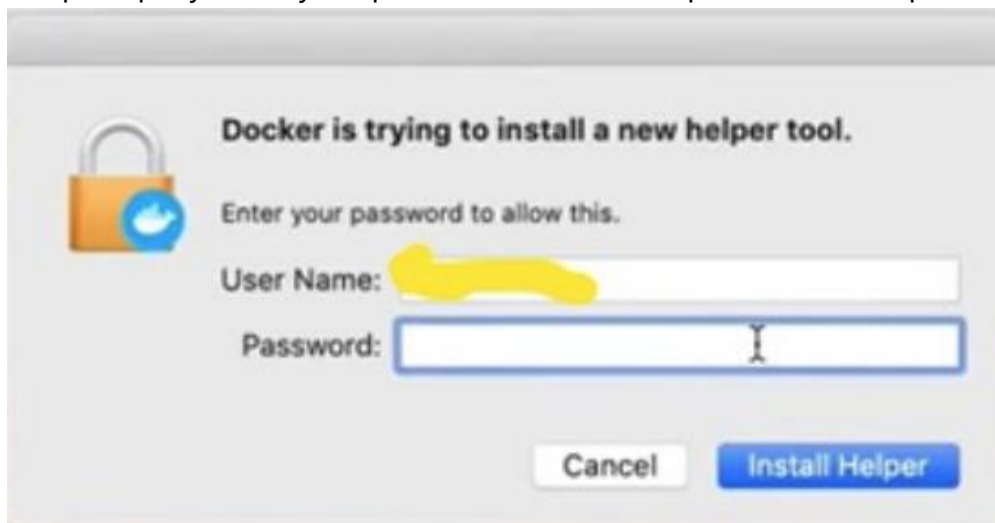 Docker is trying to install a new helper tool.
Enter your password to allow this.
User Name:
Password:
Cancel Install Helper